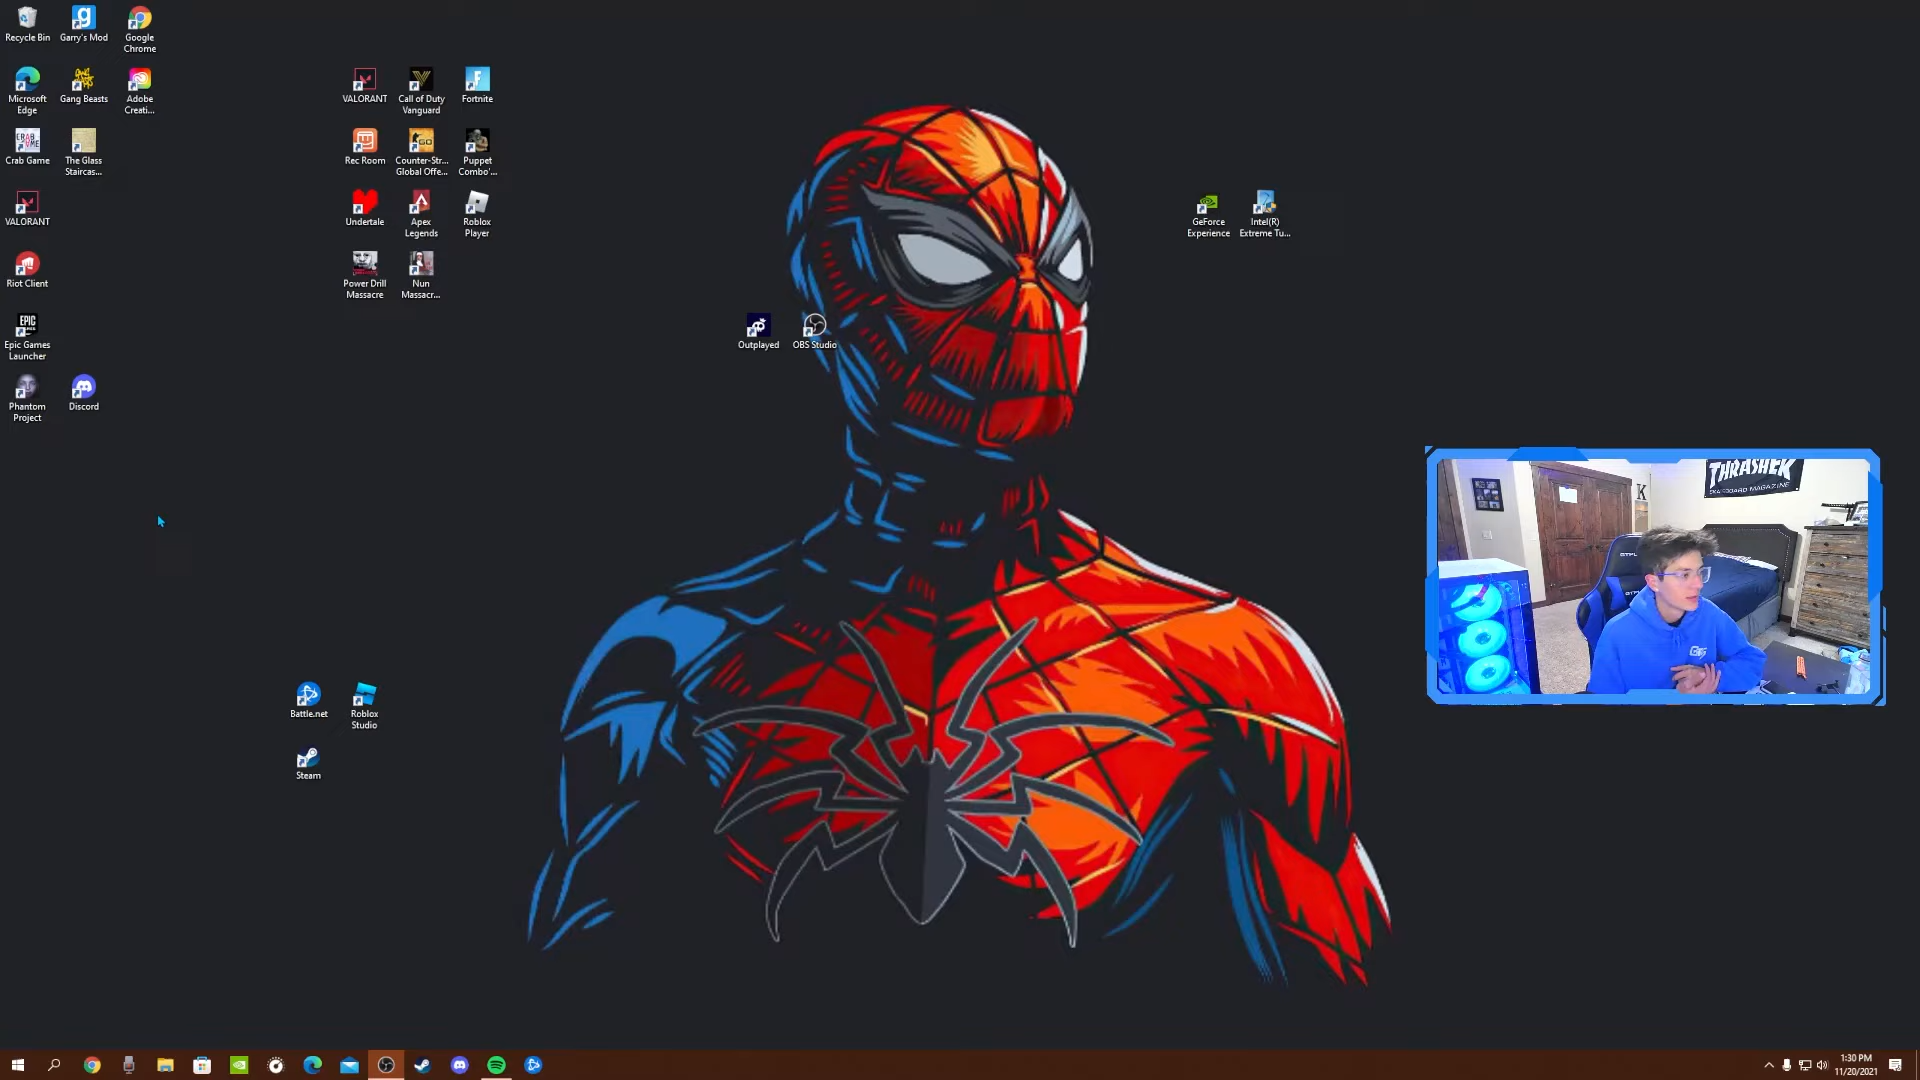 Recycle Bin
Garry's Mod
Google
Chrome
Microsoft
Edge
Gang Beasts
Adobe
Creati...
Crab Game
The Glass
Staircas...
VALORANT
Riot Client
EPIC
Epic Games
Launcher
Phantom
Project
Discord
VALORANT
Call of Duty
Vanguard
Fortnite
Rec Room
Counter-Str...
Global Offe...
Puppet
Combo'...
Undertale
Apex
Legends
Roblox
Player
Power Drill
Massacre
Nun
Massacr...
Outplayed
OBS Studio
GeForce
Experience
Intel(R)
Extreme Tu...
THRASHER
SKATEBOARD MAGAZINE
K
Battle.net
Roblox
Studio
Steam
1:30 PM
11/20/2021